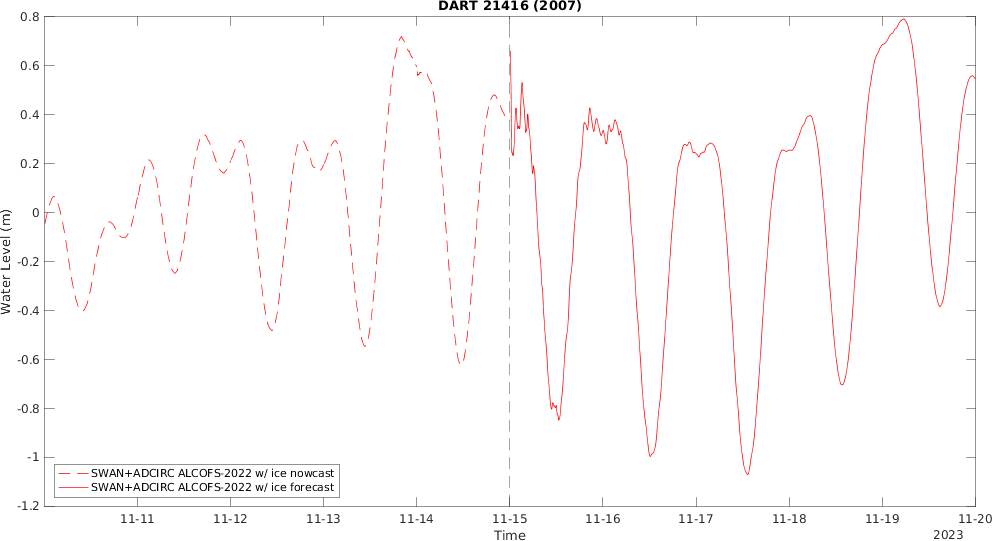 DART 21416 (2007)
0.8
0.6
0.4
0.2
0
-0.2
-0.4
-0.6
-0.8
-1
-1.2
Water Level (m)
SWAN+ADCIRC ALCOFS-2022 w/ ice nowcast
SWAN+ADCIRC ALCOFS-2022 w/ ice forecast
11-11 11-12 11-13 11-14 11-15 11-16 11-17 11-18 11-19 11-20
Time
2023